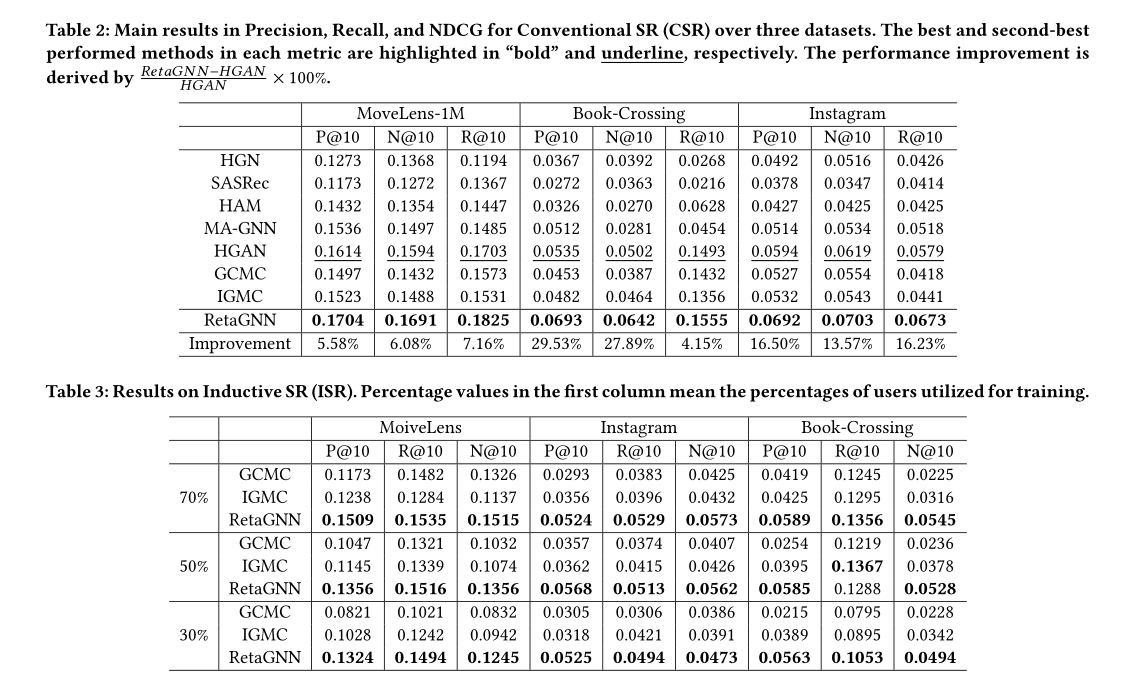 Table 2: Main results in Precision, Recall, and NDCG for Conventional SR (CSR) over three datasets. The best and second-best
performed methods in each metric are highlighted in “bold” and underline, respectively. The performance improvement is
derived by RetaGNN−HGAN / HGAN × 100%.
MoveLens-1M Book-Crossing Instagram
P@10 N@10 R@10 P@10 N@10 R@10 P@10 N@10 R@10
HGN 0.1273 0.1368 0.1194 0.0367 0.0392 0.0268 0.0492 0.0516 0.0426
SASRec 0.1173 0.1272 0.1367 0.0272 0.0363 0.0216 0.0378 0.0347 0.0414
HAM 0.1432 0.1354 0.1447 0.0326 0.0270 0.0628 0.0427 0.0425 0.0425
MA-GNN 0.1536 0.1497 0.1485 0.0512 0.0281 0.0454 0.0514 0.0534 0.0518
HGAN 0.1614 0.1594 0.1703 0.0535 0.0502 0.1493 0.0594 0.0619 0.0579
GCMC 0.1497 0.1432 0.1573 0.0453 0.0387 0.1432 0.0527 0.0554 0.0418
IGMC 0.1523 0.1488 0.1531 0.0482 0.0464 0.1356 0.0532 0.0543 0.0441
RetaGNN 0.1704 0.1691 0.1825 0.0693 0.0642 0.1555 0.0692 0.0703 0.0673
Improvement 5.58% 6.08% 7.16% 29.53% 27.89% 4.15% 16.50% 13.57% 16.23%
Table 3: Results on Inductive SR (ISR). Percentage values in the first column mean the percentages of users utilized for training.
MoiveLens Instagram Book-Crossing
P@10 R@10 N@10 P@10 R@10 N@10 P@10 R@10 N@10
GCMC 0.1173 0.1482 0.1326 0.0293 0.0383 0.0425 0.0419 0.1245 0.0225
70% IGMC 0.1238 0.1284 0.1137 0.0356 0.0396 0.0432 0.0425 0.1295 0.0316
RetaGNN 0.1509 0.1535 0.1515 0.0524 0.0529 0.0573 0.0589 0.1356 0.0545
GCMC 0.1047 0.1321 0.1032 0.0357 0.0374 0.0407 0.0254 0.1219 0.0236
50% IGMC 0.1145 0.1339 0.1074 0.0362 0.0415 0.0426 0.0395 0.1367 0.0378
RetaGNN 0.1356 0.1516 0.1356 0.0568 0.0513 0.0562 0.0585 0.1288 0.0528
GCMC 0.0821 0.1021 0.0832 0.0305 0.0306 0.0386 0.0215 0.0795 0.0228
30% IGMC 0.1028 0.1242 0.0942 0.0318 0.0421 0.0391 0.0389 0.0895 0.0342
RetaGNN 0.1324 0.1494 0.1245 0.0525 0.0494 0.0473 0.0563 0.1053 0.0494